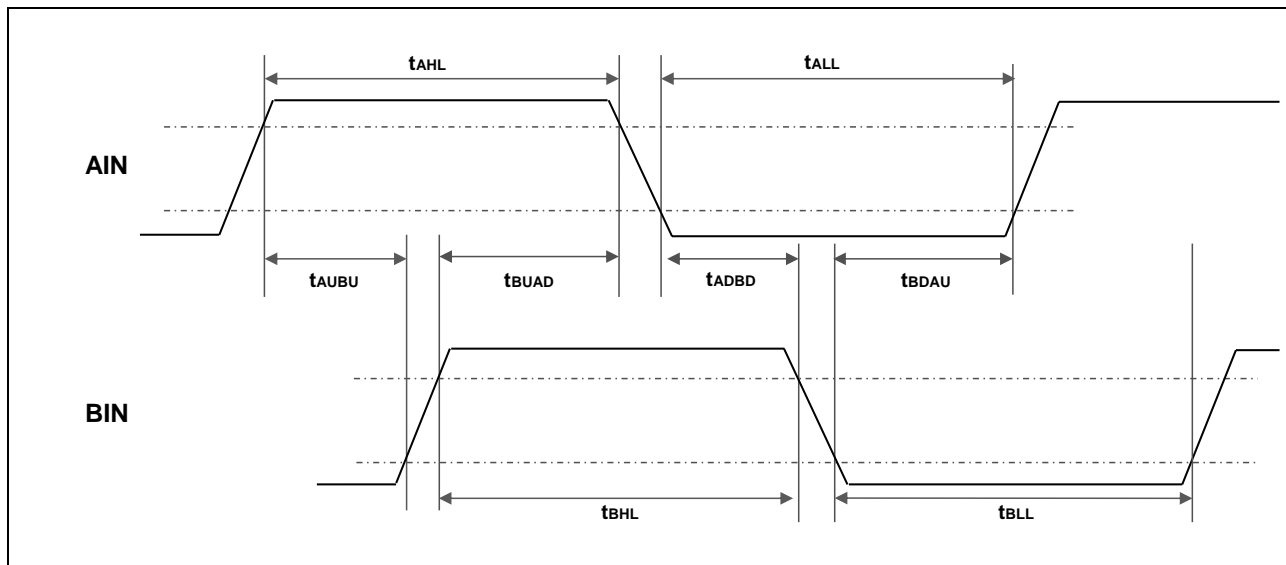 tAHL tALL
AIN
tAUBU tBUAD tADBD tBDAU
BIN
tBHL tBLL